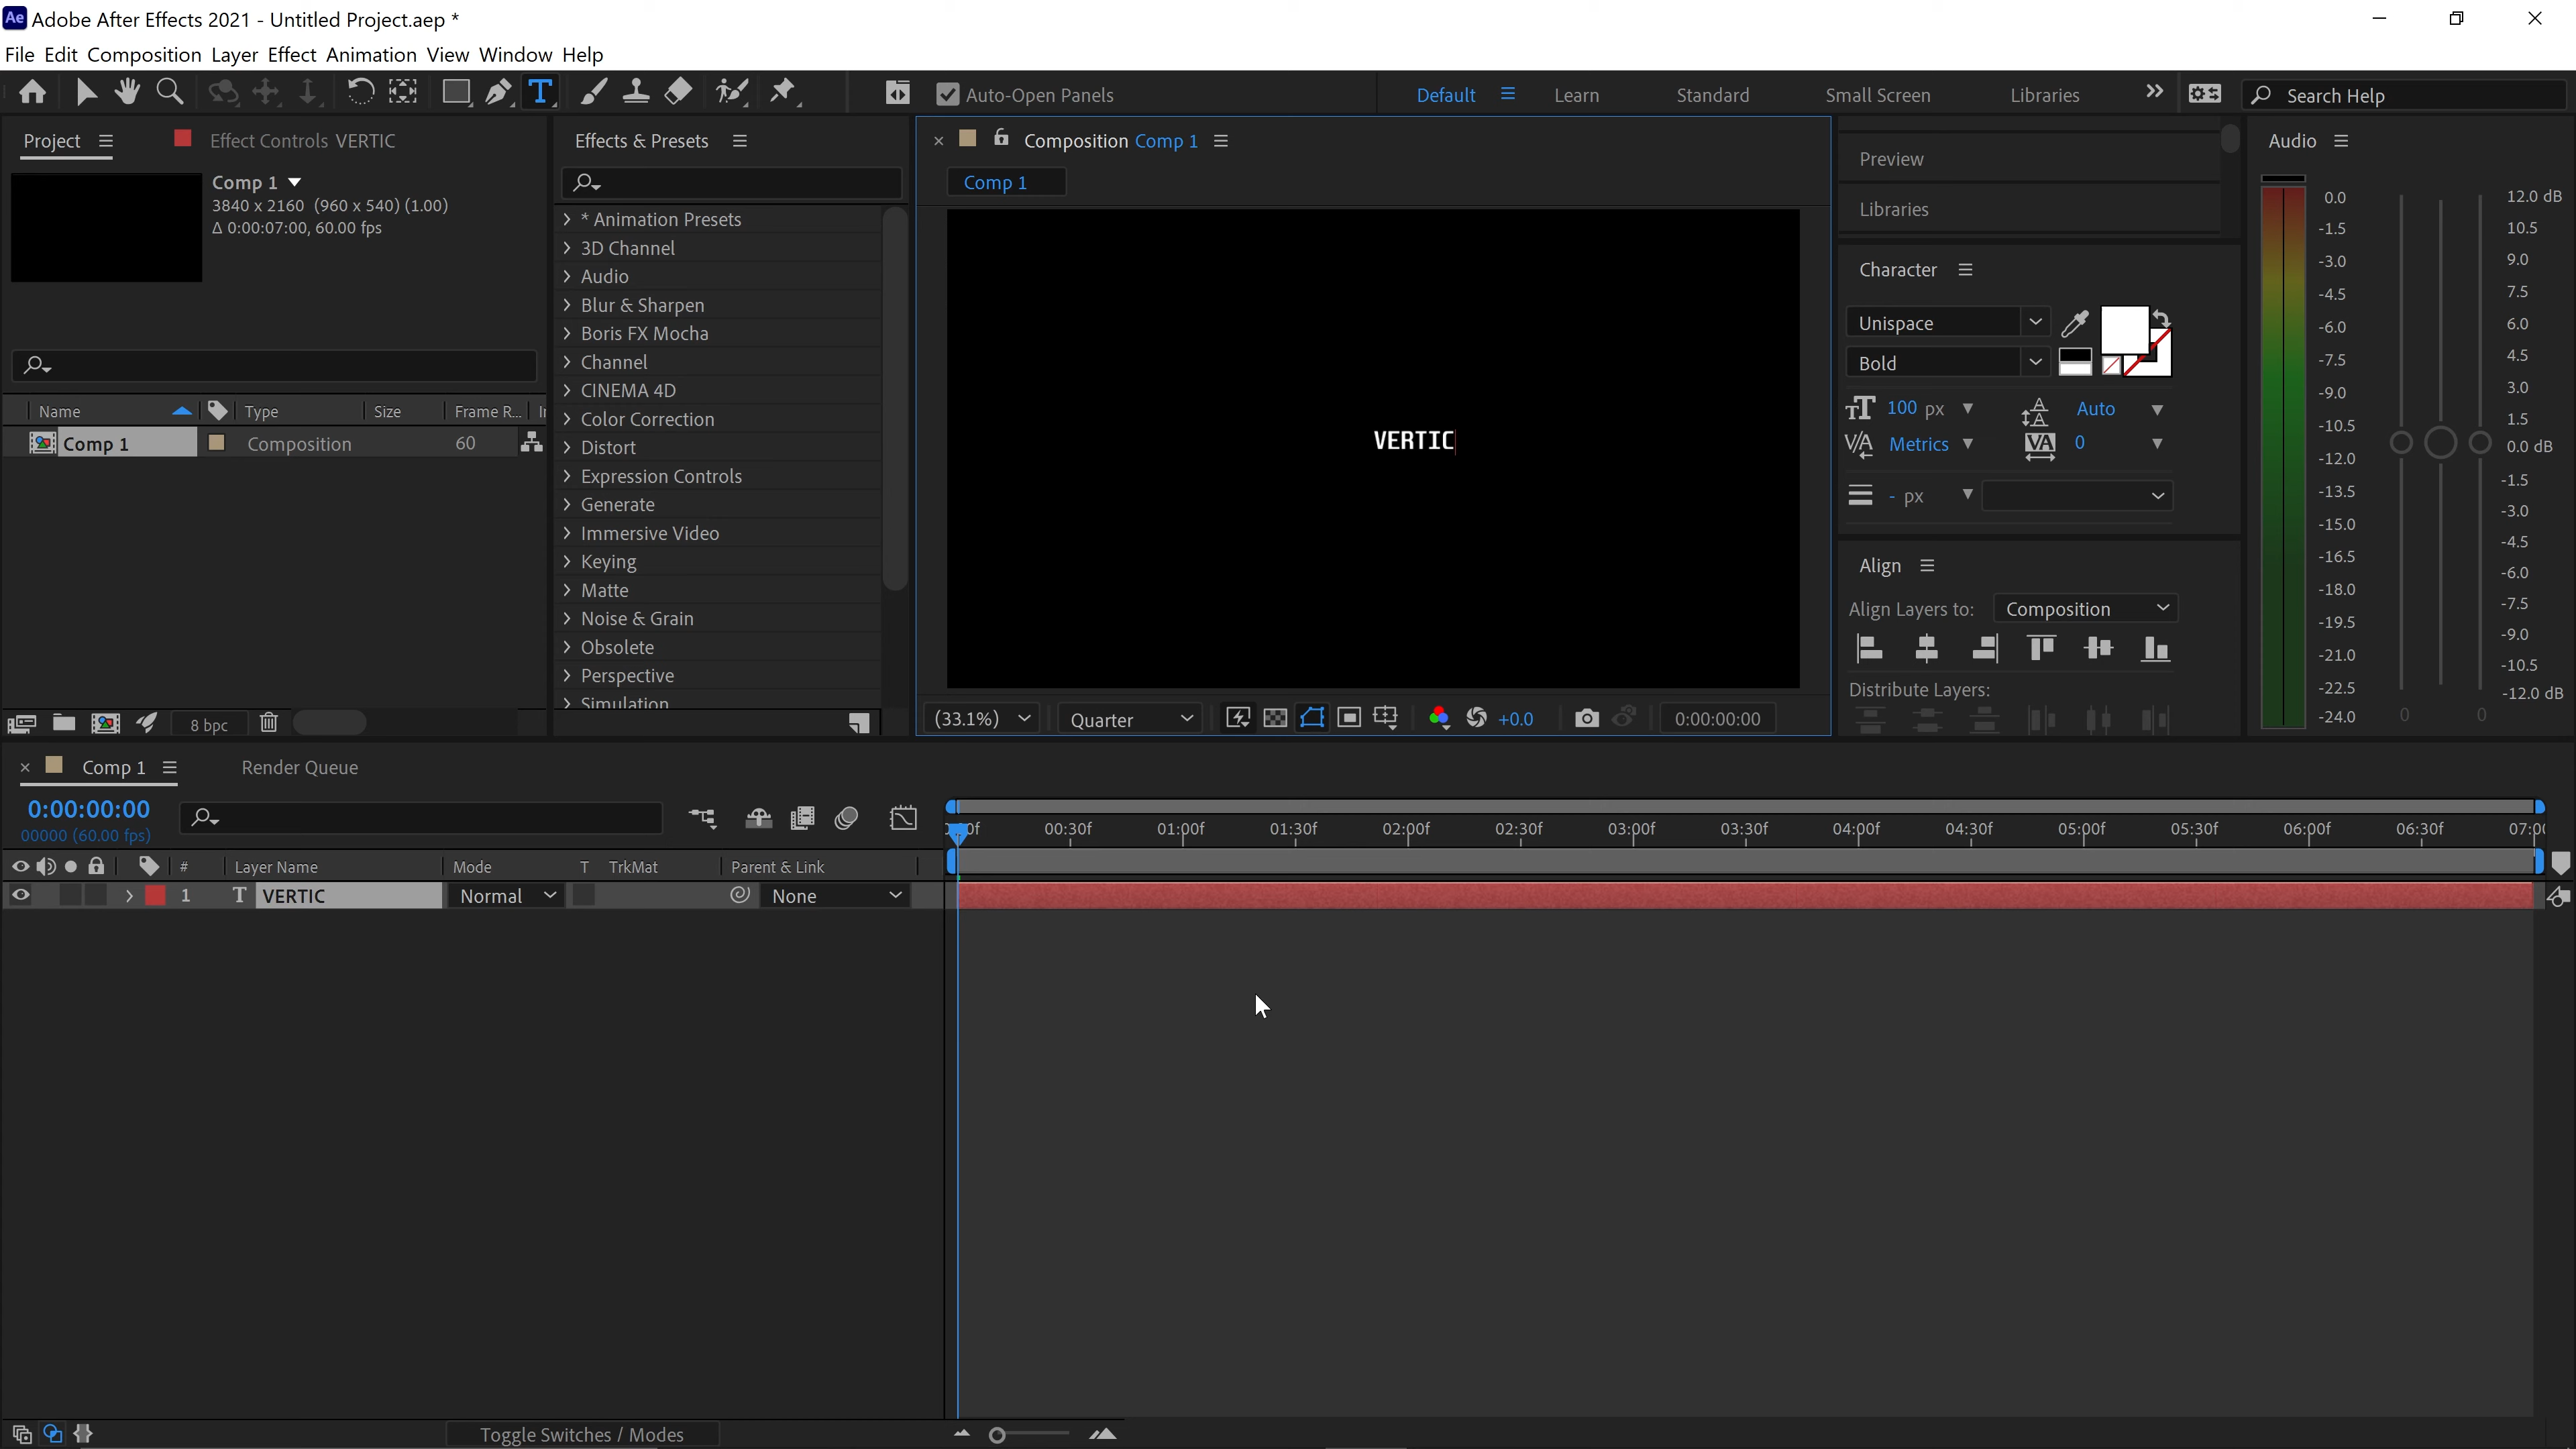 Ae Adobe After Effects 2021 - Untitled Project.aep *
File Edit Composition Layer Effect Animation View Window Help
Auto-Open Panels Default Learn Standard Small Screen Libraries Search Help
Project Effect Controls VERTIC
Comp 1
3840 x 2160 (960 x 540) (1.00)
Δ 0:00:07:00, 60.00 fps
Name Type Size Frame R...
Comp 1 Composition 60
8 bpc
Effects & Presets
* Animation Presets
3D Channel
Audio
Blur & Sharpen
Boris FX Mocha
Channel
CINEMA 4D
Color Correction
Distort
Expression Controls
Generate
Immersive Video
Keying
Matte
Noise & Grain
Obsolete
Perspective
Simulation
Composition Comp 1
Comp 1
VERTIC
(33.1%) Quarter +0.0 0:00:00:00
Preview
Libraries
Character
Unispace
Bold
100 px Auto
Metrics 0
- px
Align
Align Layers to: Composition
Distribute Layers:
Audio
0.0
-1.5
-3.0
-4.5
-6.0
-7.5
-9.0
-10.5
-12.0
-13.5
-15.0
-16.5
-18.0
-19.5
-21.0
-22.5
-24.0
0 0
12.0 dB
10.5
9.0
7.5
6.0
4.5
3.0
1.5
0.0 dB
-1.5
-3.0
-4.5
-6.0
-7.5
-9.0
-10.5
-12.0 dB
Comp 1 Render Queue
0:00:00:00
00000 (60.00 fps)
00:30f 01:00f 01:30f 02:00f 02:30f 03:00f 03:30f 04:00f 04:30f 05:00f 05:30f 06:00f 06:30f
# Layer Name Mode T TrkMat Parent & Link
1 T VERTIC Normal None
Toggle Switches / Modes